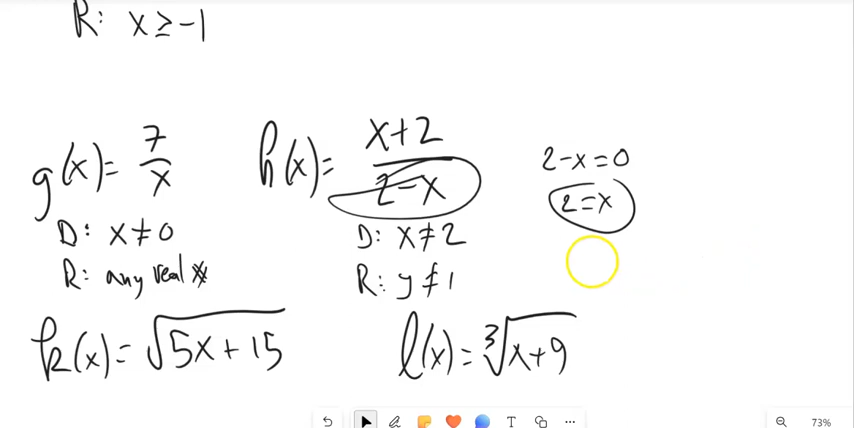 R: x ≥ -1
g(x) = 7/x
h(x) = (x+2)/(2-x)
2-x=0
2=x
D: x ≠ 0
D: x ≠ 2
R: any real #
R: y ≠ 1
k(x) = √(5x + 15)
l(x) = ∛(x+9)
T
73%